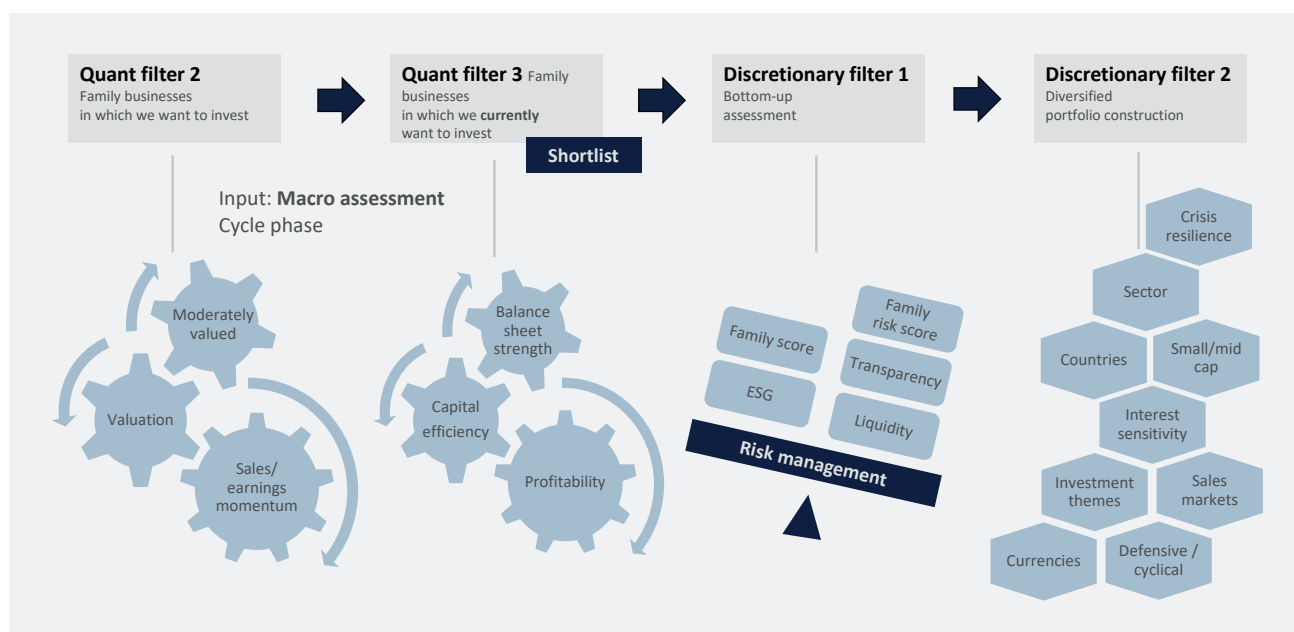 Quant filter 2
Family businesses
in which we want to invest
Quant filter 3 Family
businesses
in which we currently
want to invest
Shortlist
Discretionary filter 1
Bottom-up
assessment
Discretionary filter 2
Diversified
portfolio construction
Input: Macro assessment
Cycle phase
Moderately
valued
Valuation
Sales/
earnings
momentum
Balance
sheet
strength
Capital
efficiency
Profitability
Family score
ESG
Family
risk score
Transparency
Liquidity
Risk management
Crisis
resilience
Sector
Countries
Small/mid
cap
Interest
sensitivity
Investment
themes
Sales
markets
Currencies
Defensive /
cyclical